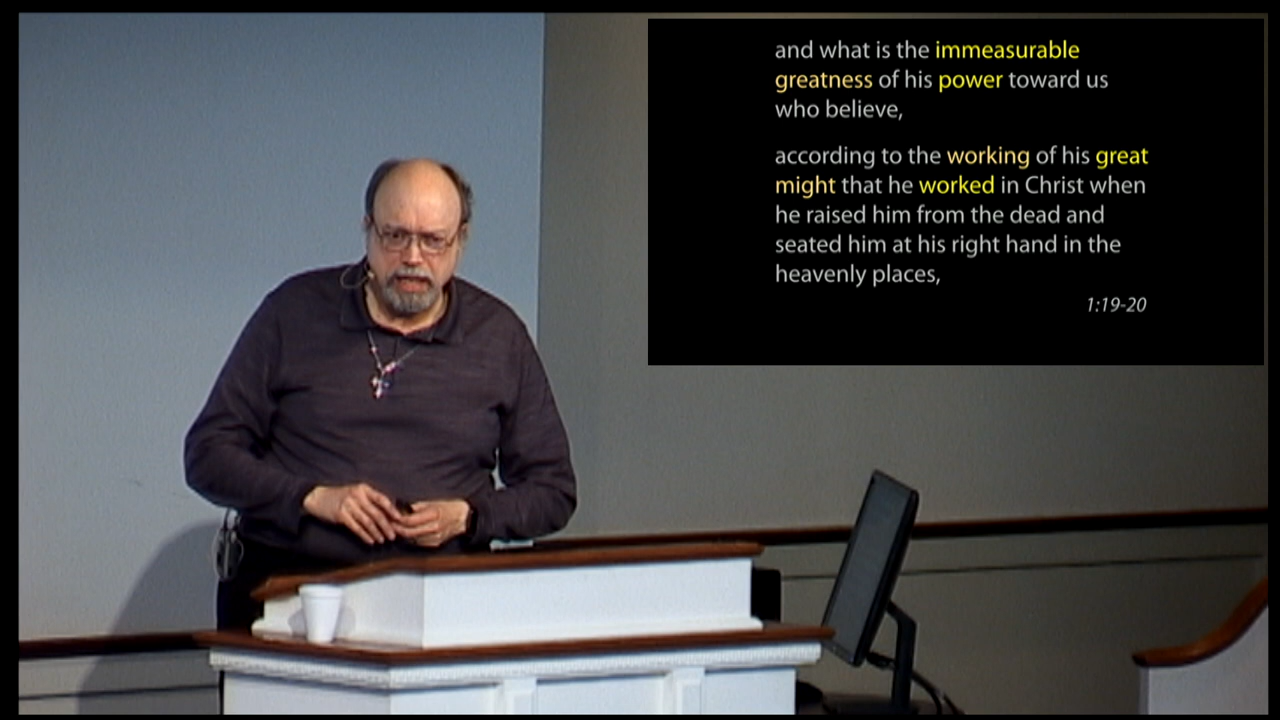 and what is the immeasurable
greatness of his power toward us
who believe,
according to the working of his great
might that he worked in Christ when
he raised him from the dead and
seated him at his right hand in the
heavenly places,
1:19-20